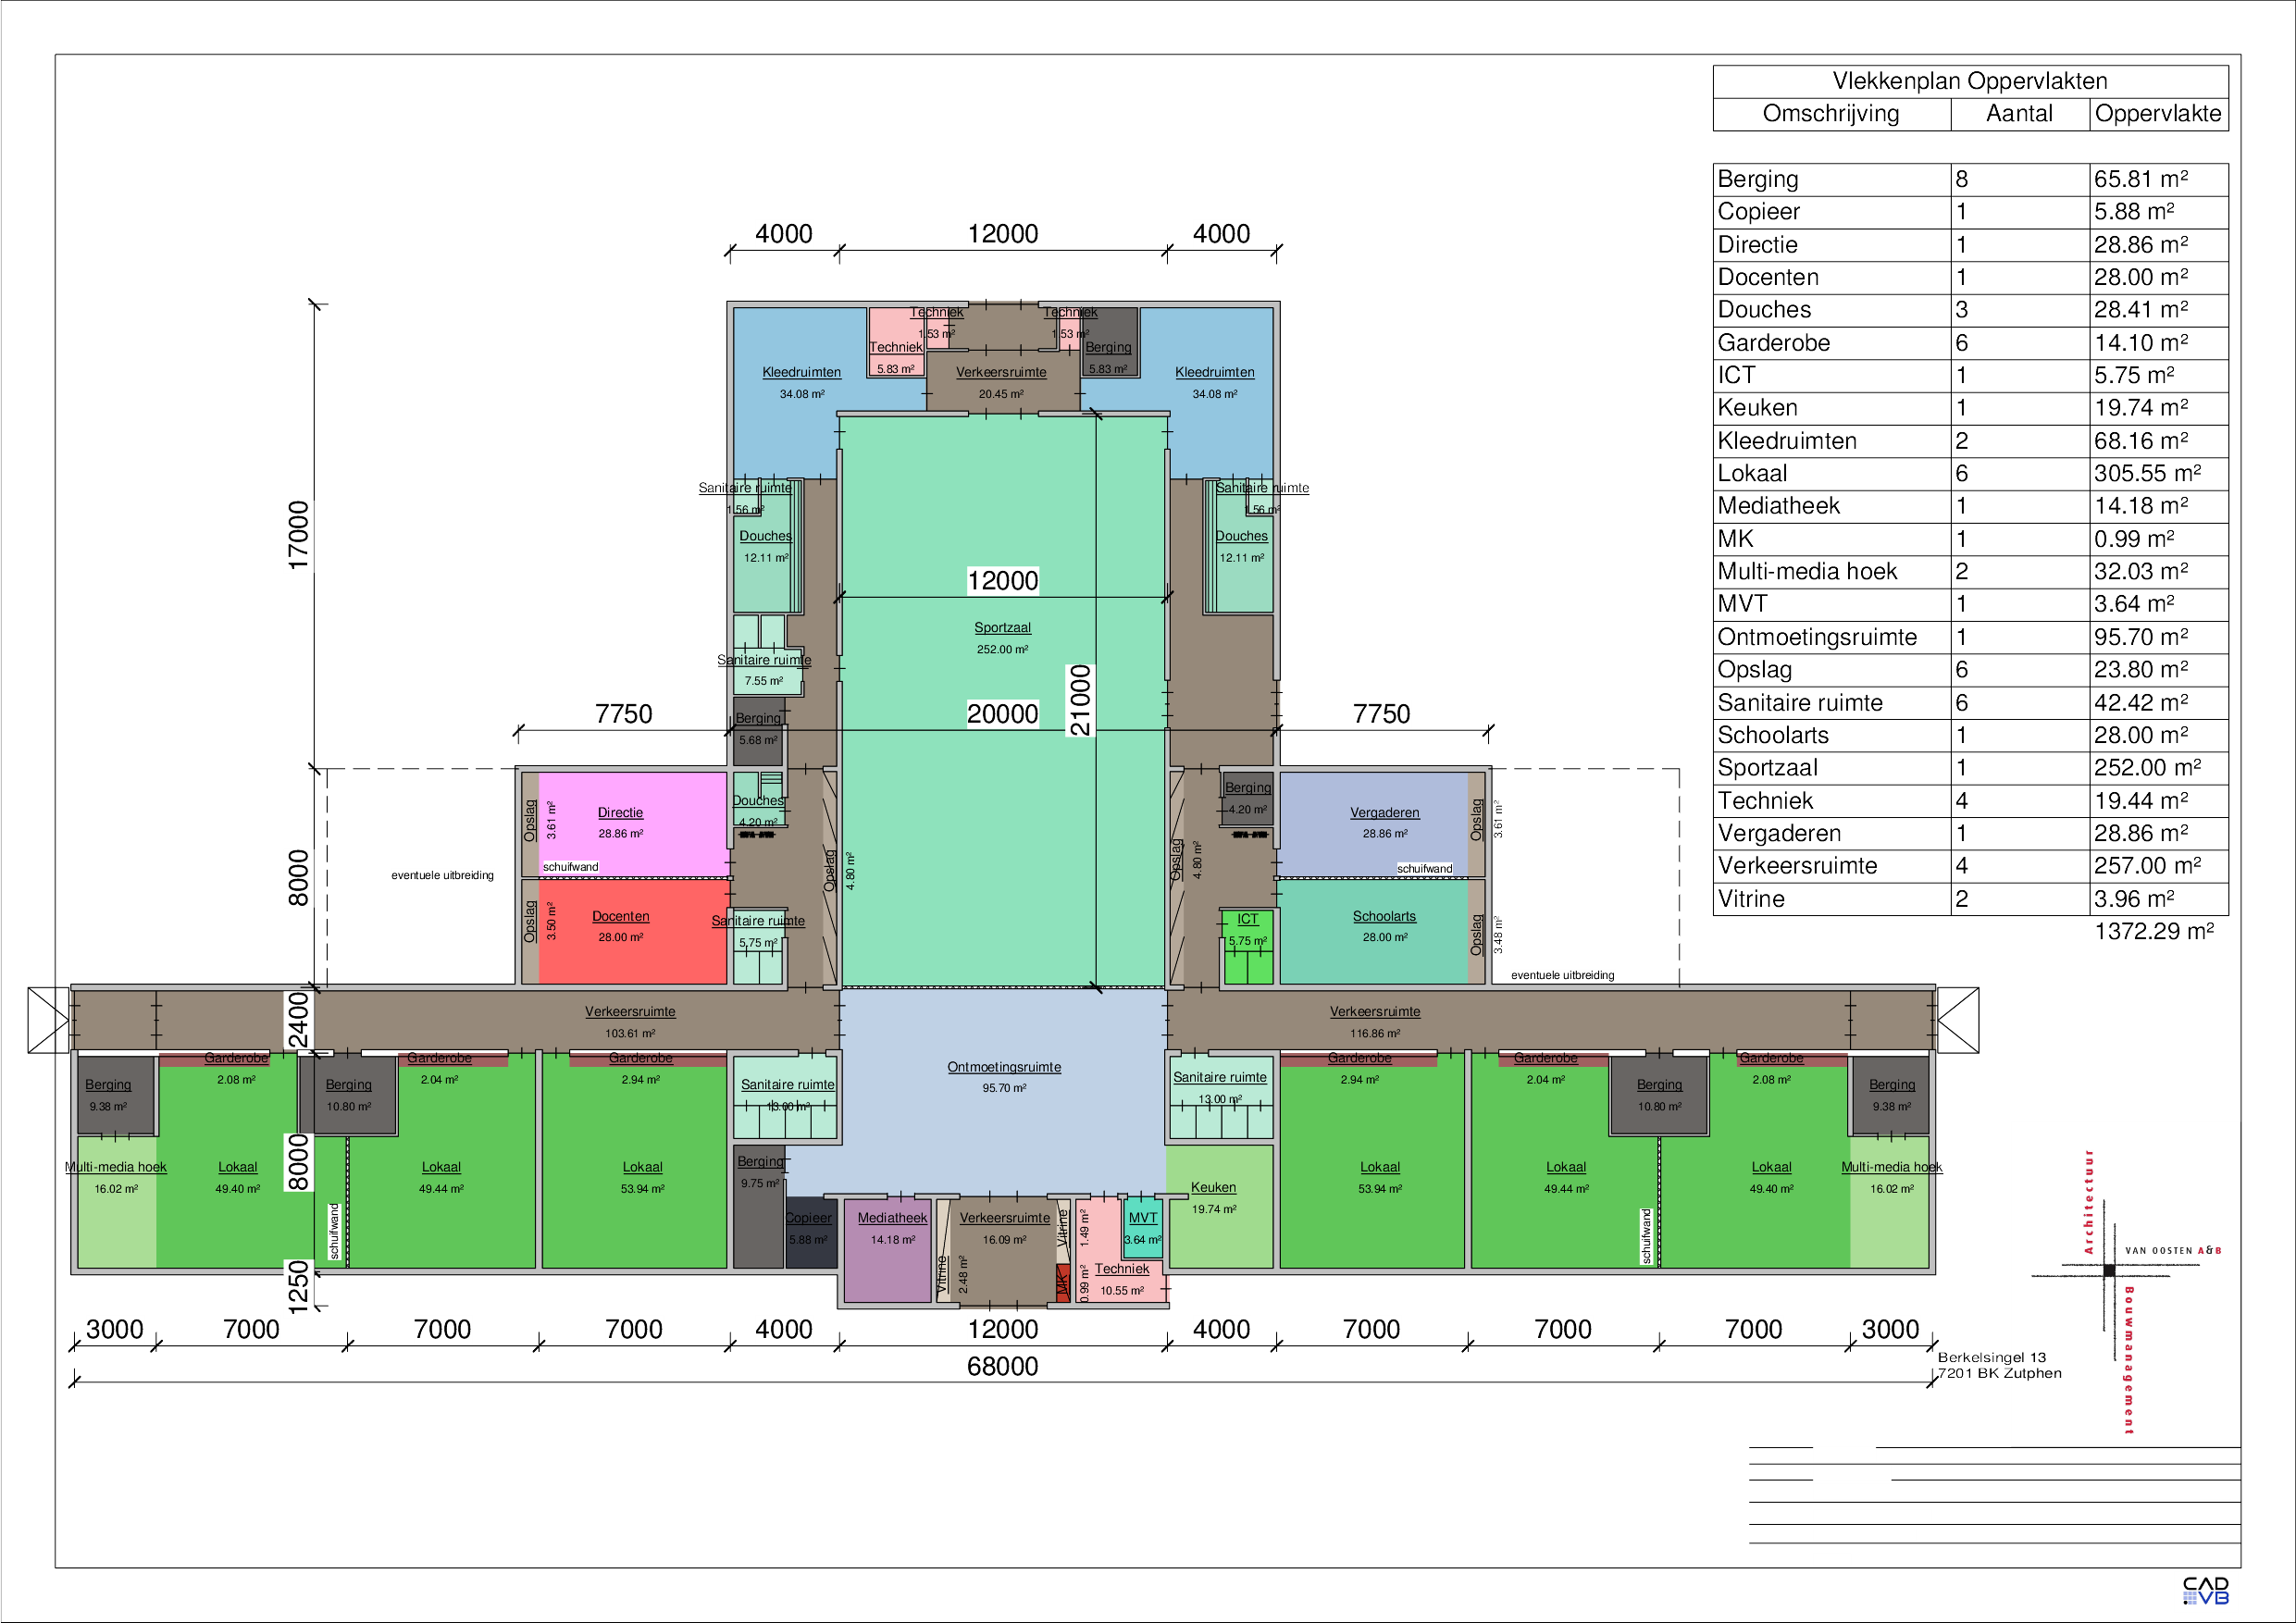 Vlekkenplan Oppervlakten
Omschrijving Aantal Oppervlakte
Berging 8 65.81 m²
Copieer 1 5.88 m²
Directie 1 28.86 m²
Docenten 1 28.00 m²
Douches 3 28.41 m²
Garderobe 6 14.10 m²
ICT 1 5.75 m²
Keuken 1 19.74 m²
Kleedruimten 2 68.16 m²
Lokaal 6 305.55 m²
Mediatheek 1 14.18 m²
MK 1 0.99 m²
Multi-media hoek 2 32.03 m²
MVT 1 3.64 m²
Ontmoetingsruimte 1 95.70 m²
Opslag 6 23.80 m²
Sanitaire ruimte 6 42.42 m²
Schoolarts 1 28.00 m²
Sportzaal 1 252.00 m²
Techniek 4 19.44 m²
Vergaderen 1 28.86 m²
Verkeersruimte 4 257.00 m²
Vitrine 2 3.96 m²
1372.29 m²
4000 12000 4000
Techniek
1.53 m²
Techniek
1.53 m²
Techniek
5.83 m²
Berging
5.83 m²
Kleedruimten
34.08 m²
Verkeersruimte
20.45 m²
Kleedruimten
34.08 m²
Sanitaire ruimte
1.56 m²
Sanitaire ruimte
1.56 m²
17000
Douches
12.11 m²
Douches
12.11 m²
12000
Sportzaal
252.00 m²
Sanitaire ruimte
7.55 m²
21000
7750 20000 7750
Berging
5.68 m²
Opslag
3.61 m²
Directie
28.86 m²
schuifwand
Douches
4.20 m²
Berging
4.20 m²
Vergaderen
28.86 m²
schuifwand
Opslag
3.61 m²
8000
eventuele uitbreiding
Opslag
4.80 m²
Opslag
4.80 m²
Opslag
3.50 m²
Docenten
28.00 m²
Sanitaire ruimte
5.75 m²
ICT
5.75 m²
Schoolarts
28.00 m²
Opslag
3.48 m²
eventuele uitbreiding
2400
Verkeersruimte
103.61 m²
Verkeersruimte
116.86 m²
Garderobe
2.08 m²
Garderobe
2.04 m²
Garderobe
2.94 m²
Garderobe
2.94 m²
Garderobe
2.04 m²
Garderobe
2.08 m²
Berging
9.38 m²
Berging
10.80 m²
Sanitaire ruimte
13.00 m²
Ontmoetingsruimte
95.70 m²
Sanitaire ruimte
13.00 m²
Berging
10.80 m²
Berging
9.38 m²
8000
Multi-media hoek
16.02 m²
Lokaal
49.40 m²
schuifwand
Lokaal
49.44 m²
Lokaal
53.94 m²
Berging
9.75 m²
Copieer
5.88 m²
Mediatheek
14.18 m²
Vitrine
2.48 m²
Verkeersruimte
16.09 m²
Vitrine
1.49 m²
MK
0.99 m²
MVT
3.64 m²
Techniek
10.55 m²
Keuken
19.74 m²
Lokaal
53.94 m²
Lokaal
49.44 m²
schuifwand
Lokaal
49.40 m²
Multi-media hoek
16.02 m²
1250
3000 7000 7000 7000 4000 12000 4000 7000 7000 7000 3000
68000
Architectuur
VAN OOSTEN A&B
Bouwmanagement
Berkelsingel 13
7201 BK Zutphen
CAD
VB